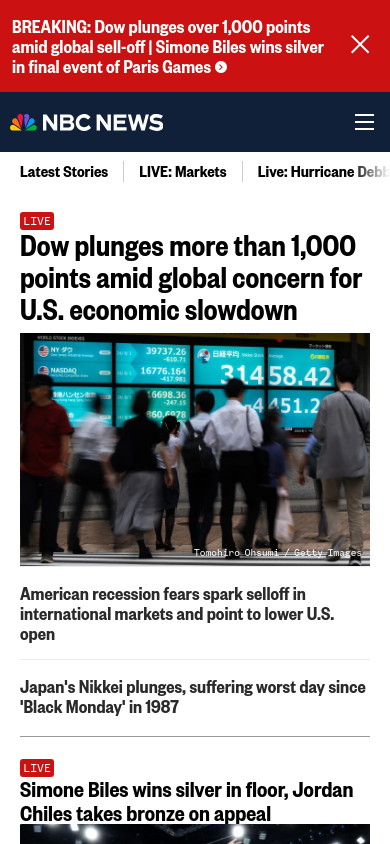 BREAKING: Dow plunges over 1,000 points
amid global sell-off | Simone Biles wins silver
in final event of Paris Games
NBC NEWS
Latest Stories
LIVE: Markets
Live: Hurricane Debb
LIVE
Dow plunges more than 1,000
points amid global concern for
U.S. economic slowdown
WORLD STOCK INDEXES
NY ダウ
39737.26
-610.71
NASDAQ
16776.164
-417.981
16698.36
-247.15
860.6878
日経平均
31458.42
Tomohiro Ohsumi / Getty Images
American recession fears spark selloff in
international markets and point to lower U.S.
open
Japan's Nikkei plunges, suffering worst day since
'Black Monday' in 1987
LIVE
Simone Biles wins silver in floor, Jordan
Chiles takes bronze on appeal